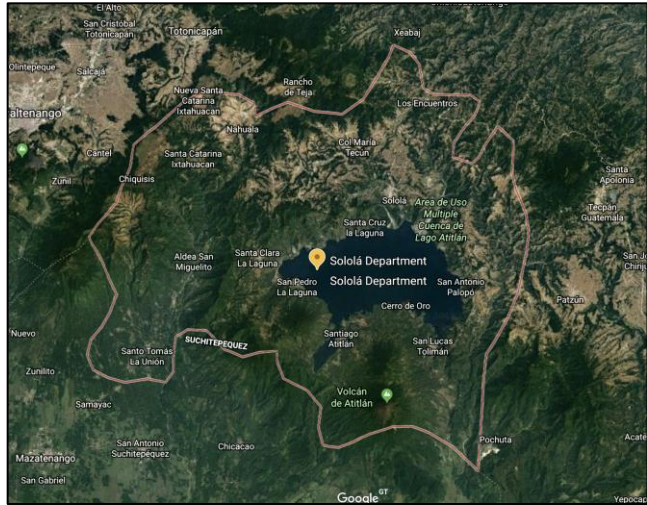 El Alto
San Cristóbal
Totonicapán
Totonicapán
Xeabaj
Olintepeque
Salcajá
Rancho
de Teja
Nueva Santa
Catarina
Ixtahuacan
Los Encuentros
altenango
Nahuala
Cantel
Santa Catarina
Ixtahuacan
Col María
Tecún
Zunil
Chiquisis
Santa
Apolonia
Sololá
Área de Uso
Múltiple
Cuenca de
Lago Atitlán
Tecpán
Guatemala
Santa Cruz
la Laguna
Aldea San
Miguelito
Santa Clara
La Laguna
Sololá Department
San J
Chiriju
San Pedro
La Laguna
Sololá Department
San Antonio
Palopó
Patzún
Cerro de Oro
Nuevo
SUCHITEPÉQUEZ
Santiago
Atitlán
San Lucas
Tolimán
Santo Tomás
La Unión
Zunilito
Volcán
de Atitlán
Samayac
San Antonio
Suchitepéquez
Chicacao
Pochuta
Acate
Mazatenango
San Gabriel
Google
GT
Yepocap